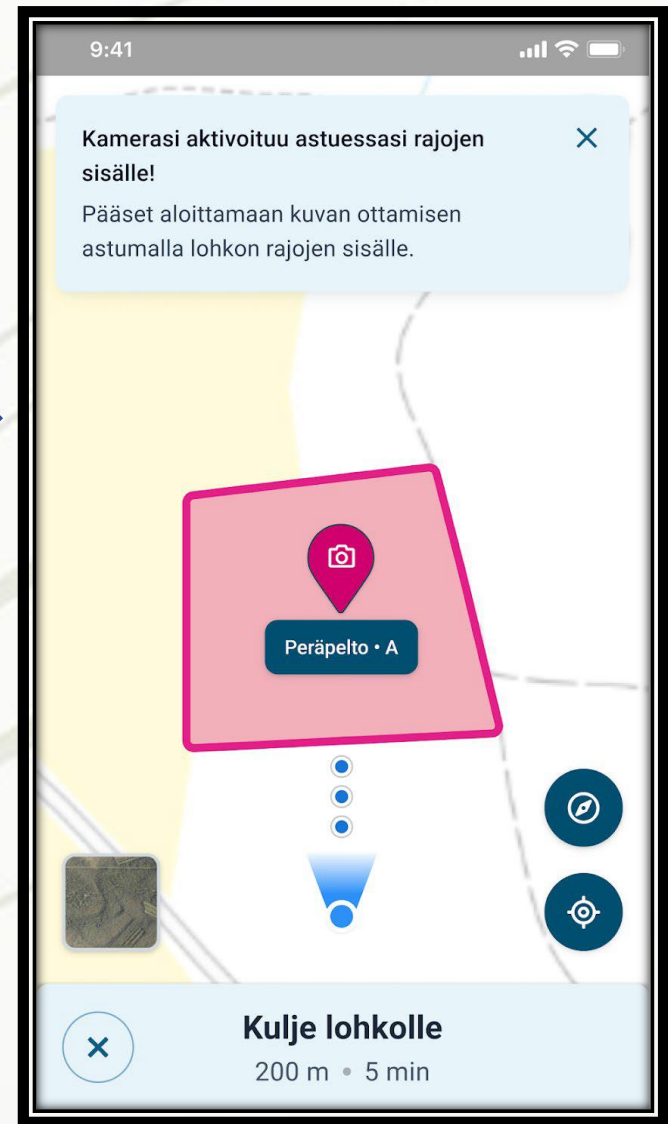 9:41
Kamerasi aktivoituu astuessasi rajojen
sisälle!
Pääset aloittamaan kuvan ottamisen
astumalla lohkon rajojen sisälle.
Peräpelto • A
Kulje lohkolle
200 m • 5 min